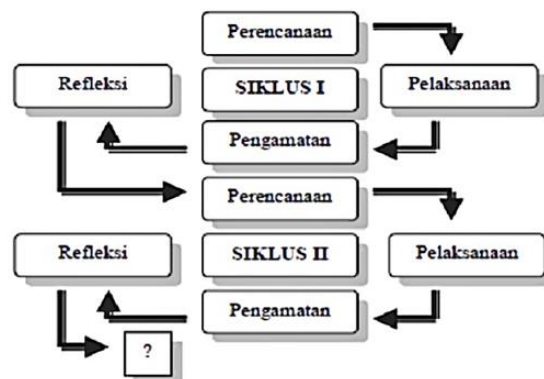 Perencanaan
Refleksi
SIKLUS I
Pelaksanaan
Pengamatan
Perencanaan
Refleksi
SIKLUS II
Pelaksanaan
Pengamatan
?